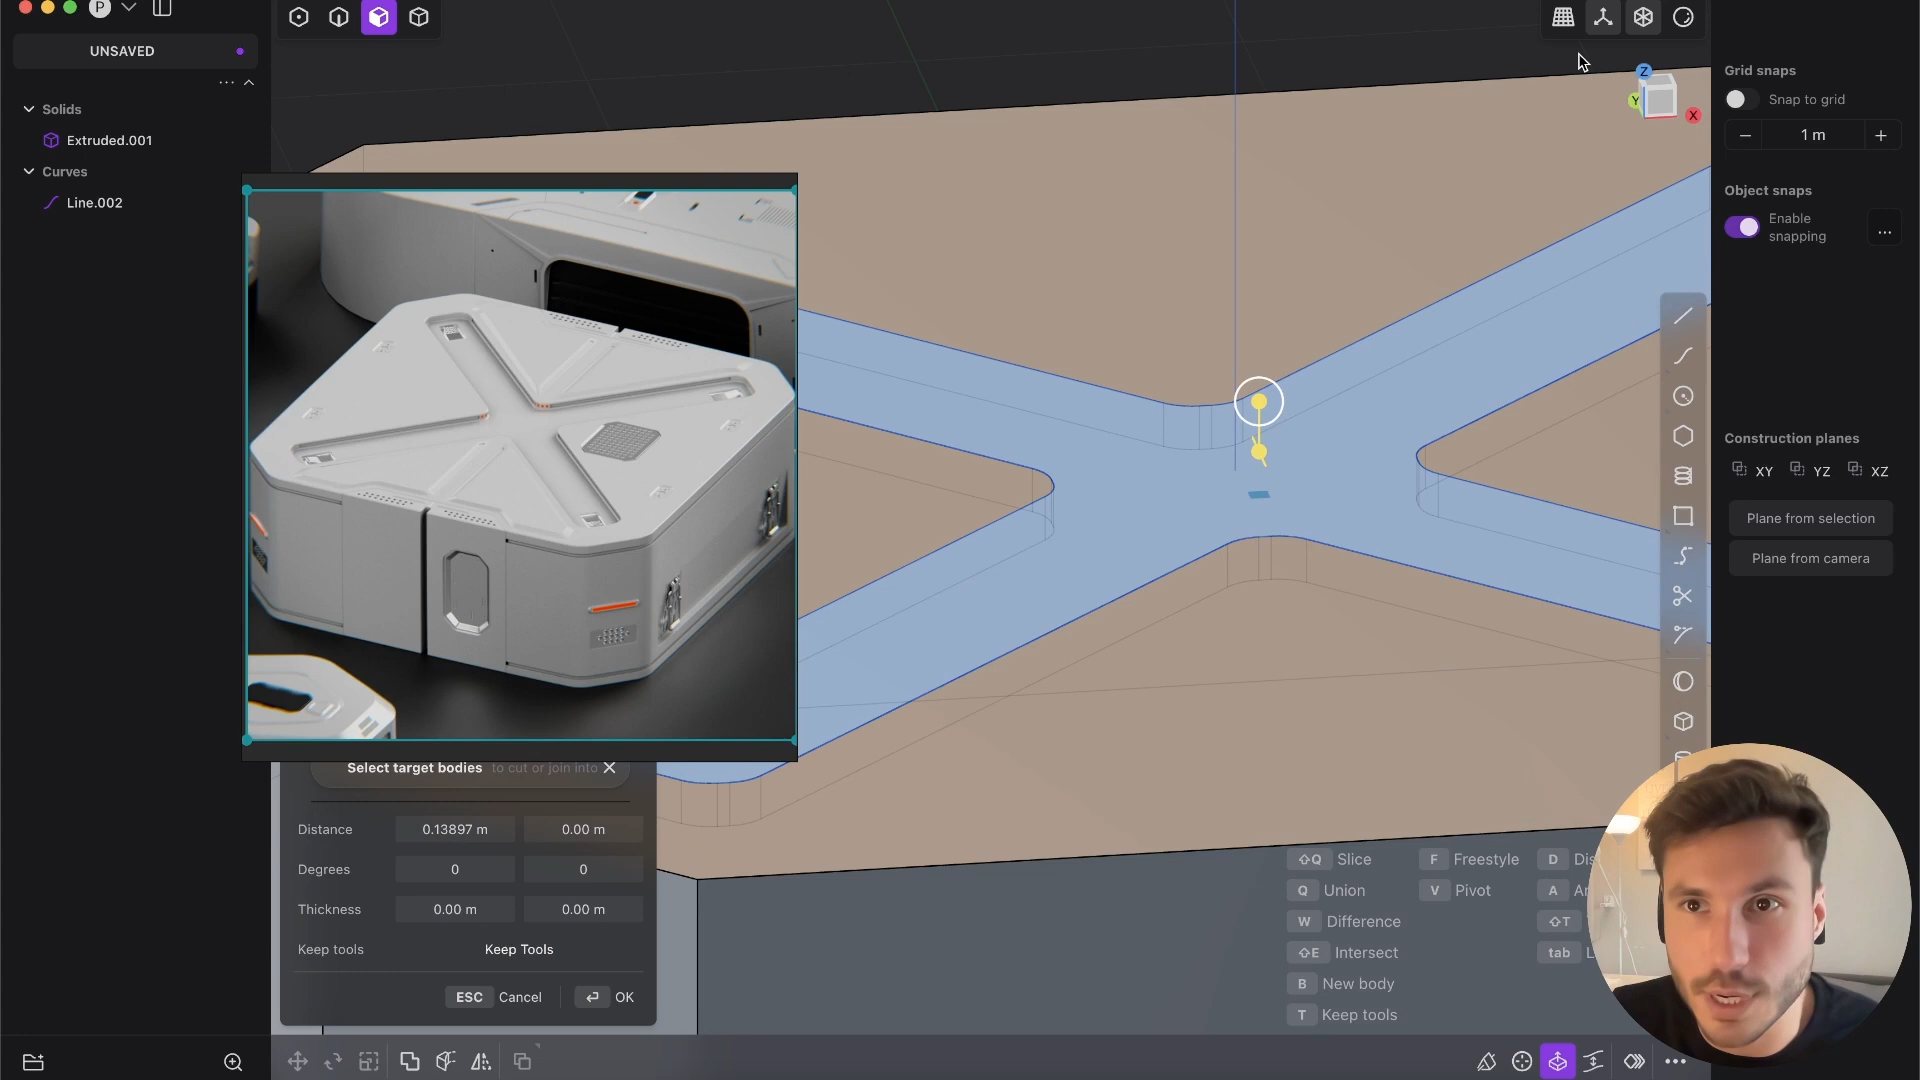 P
UNSAVED
Solids
Extruded.001
Curves
Line.002
Select target bodies to cut or join into
Distance 0.13897 m 0.00 m
Degrees 0 0
Thickness 0.00 m 0.00 m
Keep tools Keep Tools
ESC Cancel OK
Q Slice F Freestyle D Dis
Q Union V Pivot A Ar
W Difference T
E Intersect tab L
B New body
T Keep tools
Z
Y
X
Grid snaps
Snap to grid
1 m
Object snaps
Enable
snapping
Construction planes
XY YZ XZ
Plane from selection
Plane from camera